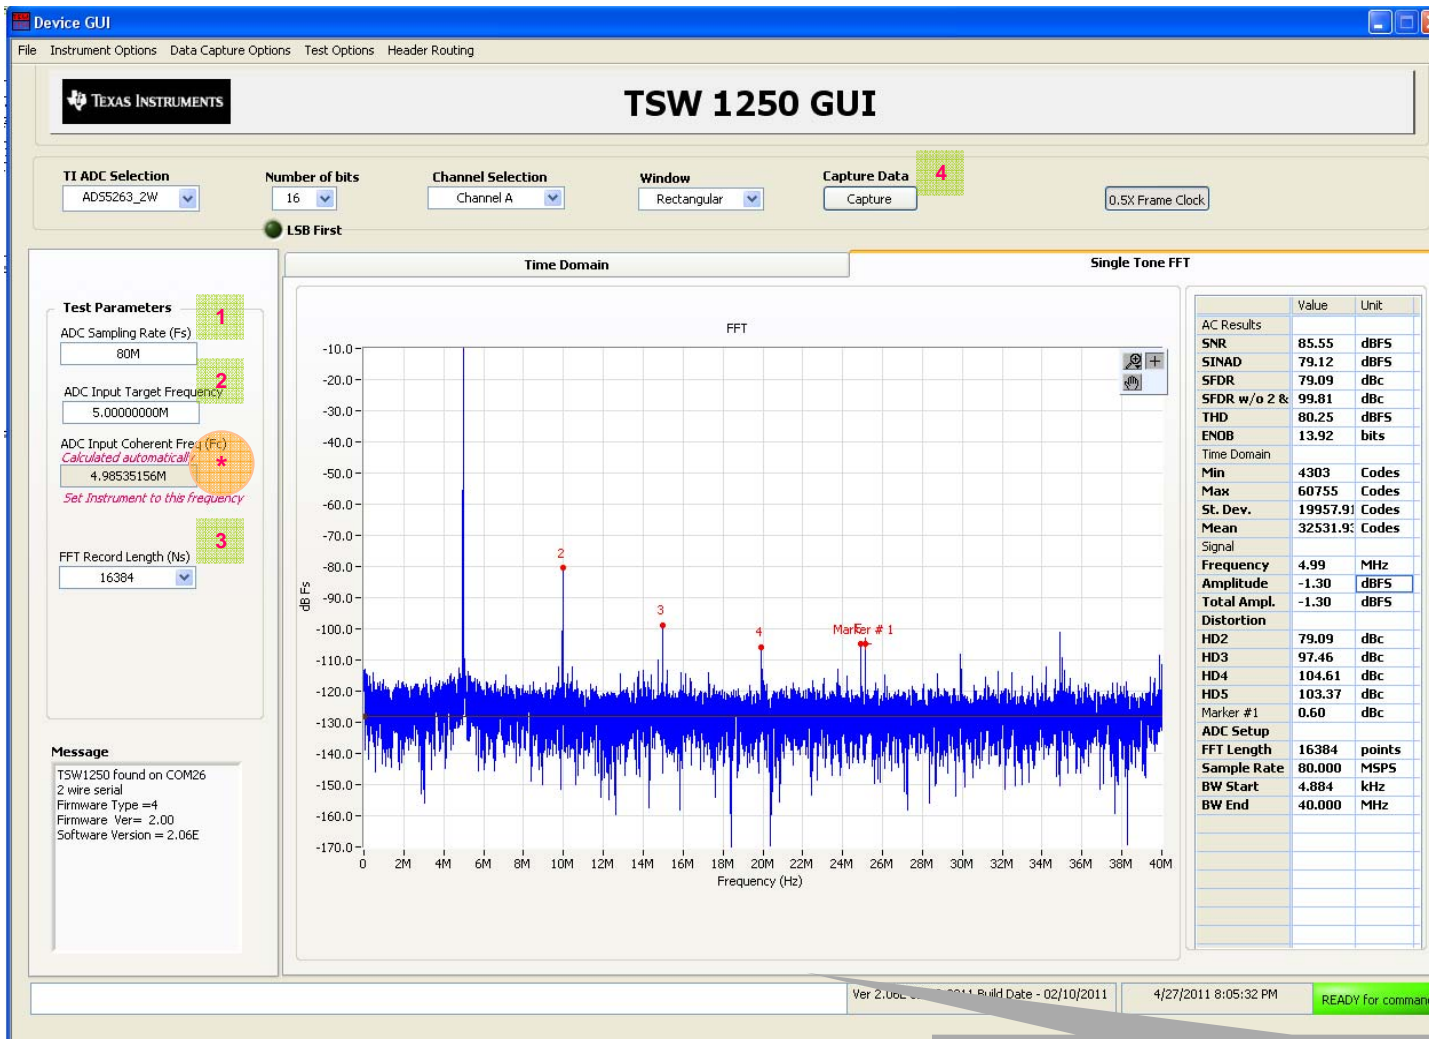 Device GUI
File Instrument Options Data Capture Options Test Options Header Routing
TEXAS INSTRUMENTS
TSW 1250 GUI
TI ADC Selection
ADS5263_2W
Number of bits
16
LSB First
Channel Selection
Channel A
Window
Rectangular
Capture Data
Capture
4
0.5X Frame Clock
Time Domain
Single Tone FFT
Test Parameters
1
ADC Sampling Rate (Fs)
80M
2
ADC Input Target Frequency
5.00000000M
ADC Input Coherent Freq (Fc)
Calculated automatically
*
4.98535156M
Set Instrument to this frequency
3
FFT Record Length (Ns)
16384
Message
TSW1250 found on COM26
2 wire serial
Firmware Type =4
Firmware Ver= 2.00
Software Version = 2.06E
FFT
dB Fs
-10.0
-20.0
-30.0
-40.0
-50.0
-60.0
-70.0
-80.0
-90.0
-100.0
-110.0
-120.0
-130.0
-140.0
-150.0
-160.0
-170.0
2
3
4
Marker # 1
0 2M 4M 6M 8M 10M 12M 14M 16M 18M 20M 22M 24M 26M 28M 30M 32M 34M 36M 38M 40M
Frequency (Hz)
Value Unit
AC Results
SNR 85.55 dBFS
SINAD 79.12 dBFS
SFDR 79.09 dBc
SFDR w/o 2 & 99.81 dBc
THD 80.25 dBFS
ENOB 13.92 bits
Time Domain
Min 4303 Codes
Max 60755 Codes
St. Dev. 19957.91 Codes
Mean 32531.93 Codes
Signal
Frequency 4.99 MHz
Amplitude -1.30 dBFS
Total Ampl. -1.30 dBFS
Distortion
HD2 79.09 dBc
HD3 97.46 dBc
HD4 104.61 dBc
HD5 103.37 dBc
Marker #1 0.60 dBc
ADC Setup
FFT Length 16384 points
Sample Rate 80.000 MSPS
BW Start 4.884 kHz
BW End 40.000 MHz
Ver 2.06E Build Date - 02/10/2011
4/27/2011 8:05:32 PM
READY for comman